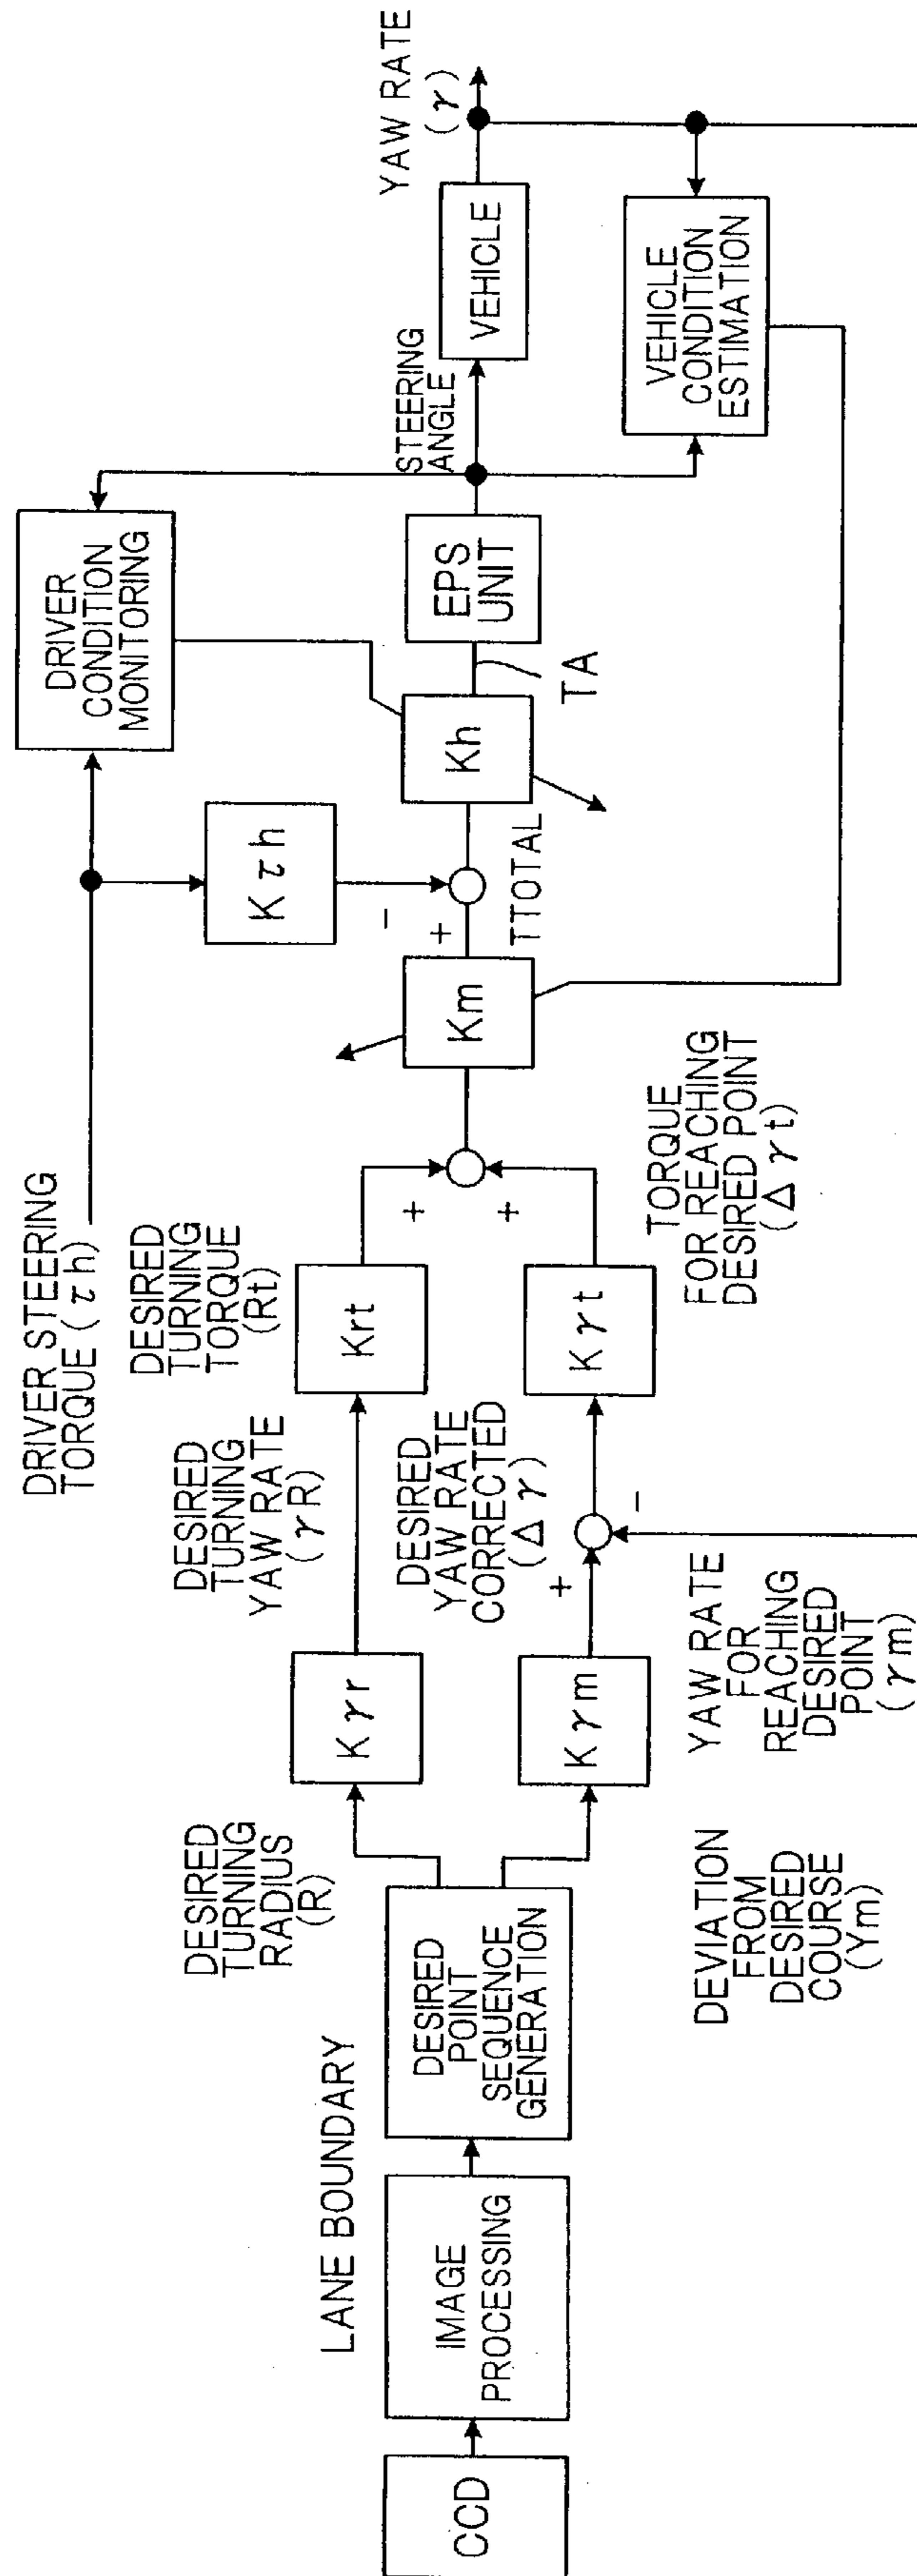 DRIVER STEERING
TORQUE (τh)
DRIVER
CONDITION
MONITORING
Kτh
DESIRED
TURNING
TORQUE
(Rt)
DESIRED
TURNING
YAW RATE
(γR)
DESIRED
TURNING
RADIUS
(R)
Kγr
Krt
LANE BOUNDARY
CCD
IMAGE
PROCESSING
DESIRED
POINT
SEQUENCE
GENERATION
DESIRED
YAW RATE
CORRECTED
(Δγ)
+
+
Km
+
-
TTOTAL
Kh
TA
EPS
UNIT
STEERING
ANGLE
VEHICLE
YAW RATE
(γ)
Kγm
+
-
Kγt
DEVIATION
FROM
DESIRED
COURSE
(Ym)
YAW RATE
FOR
REACHING
DESIRED
POINT
(γm)
TORQUE
FOR REACHING
DESIRED POINT
(Δγt)
VEHICLE
CONDITION
ESTIMATION